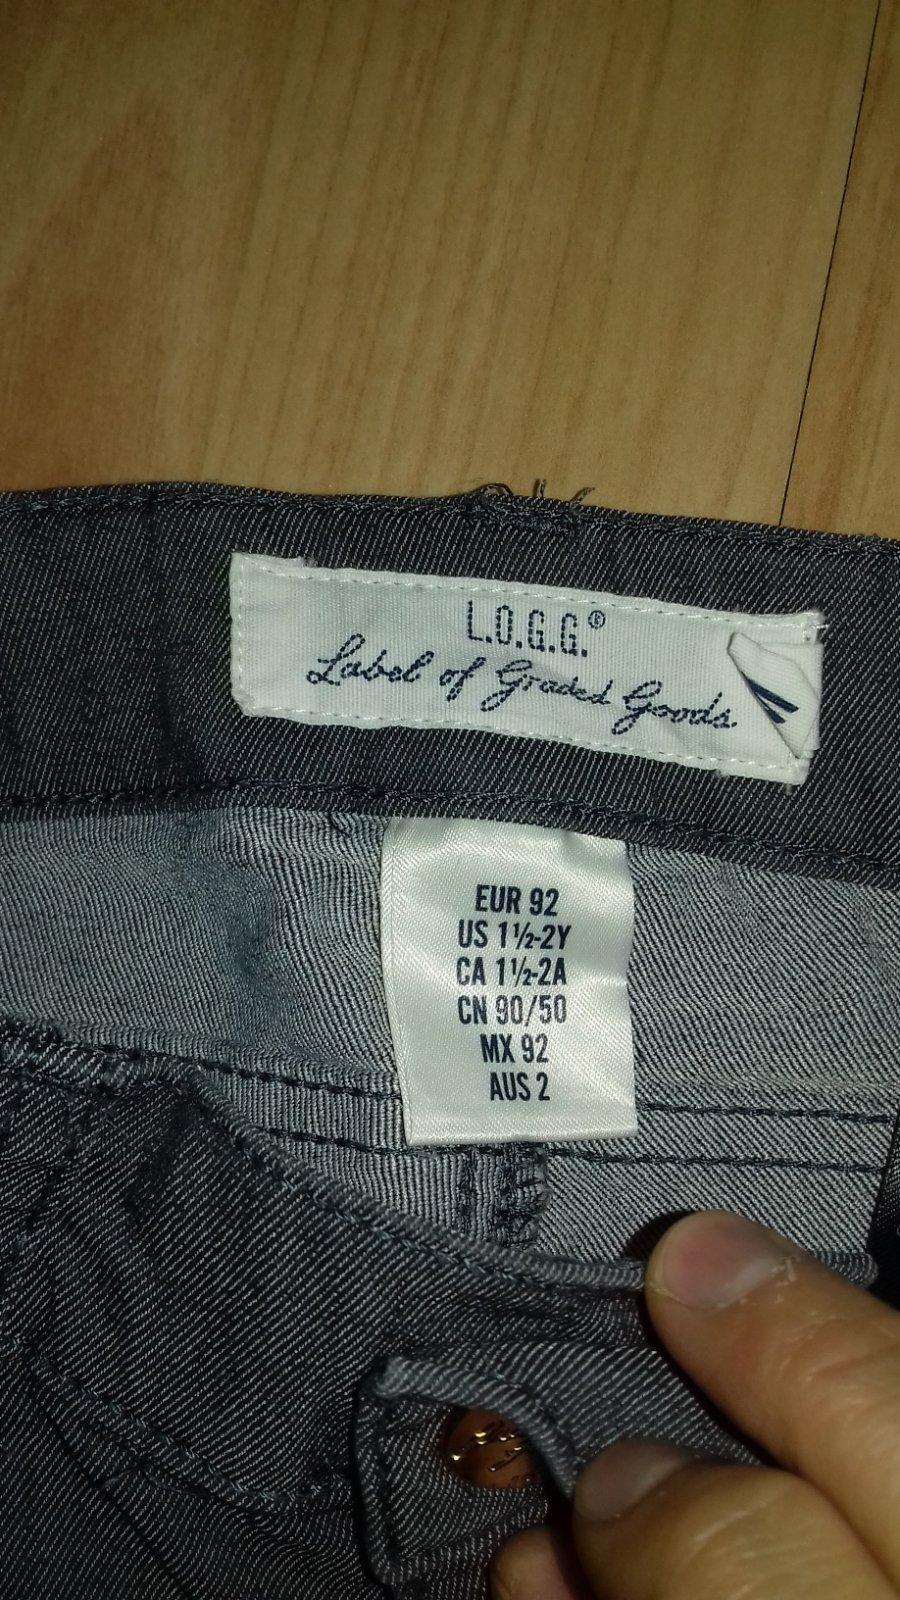 L.O.G.G.®
Label of Graded Goods
EUR 92
US 1½-2Y
CA 1½-2A
CN 90/50
MX 92
AUS 2